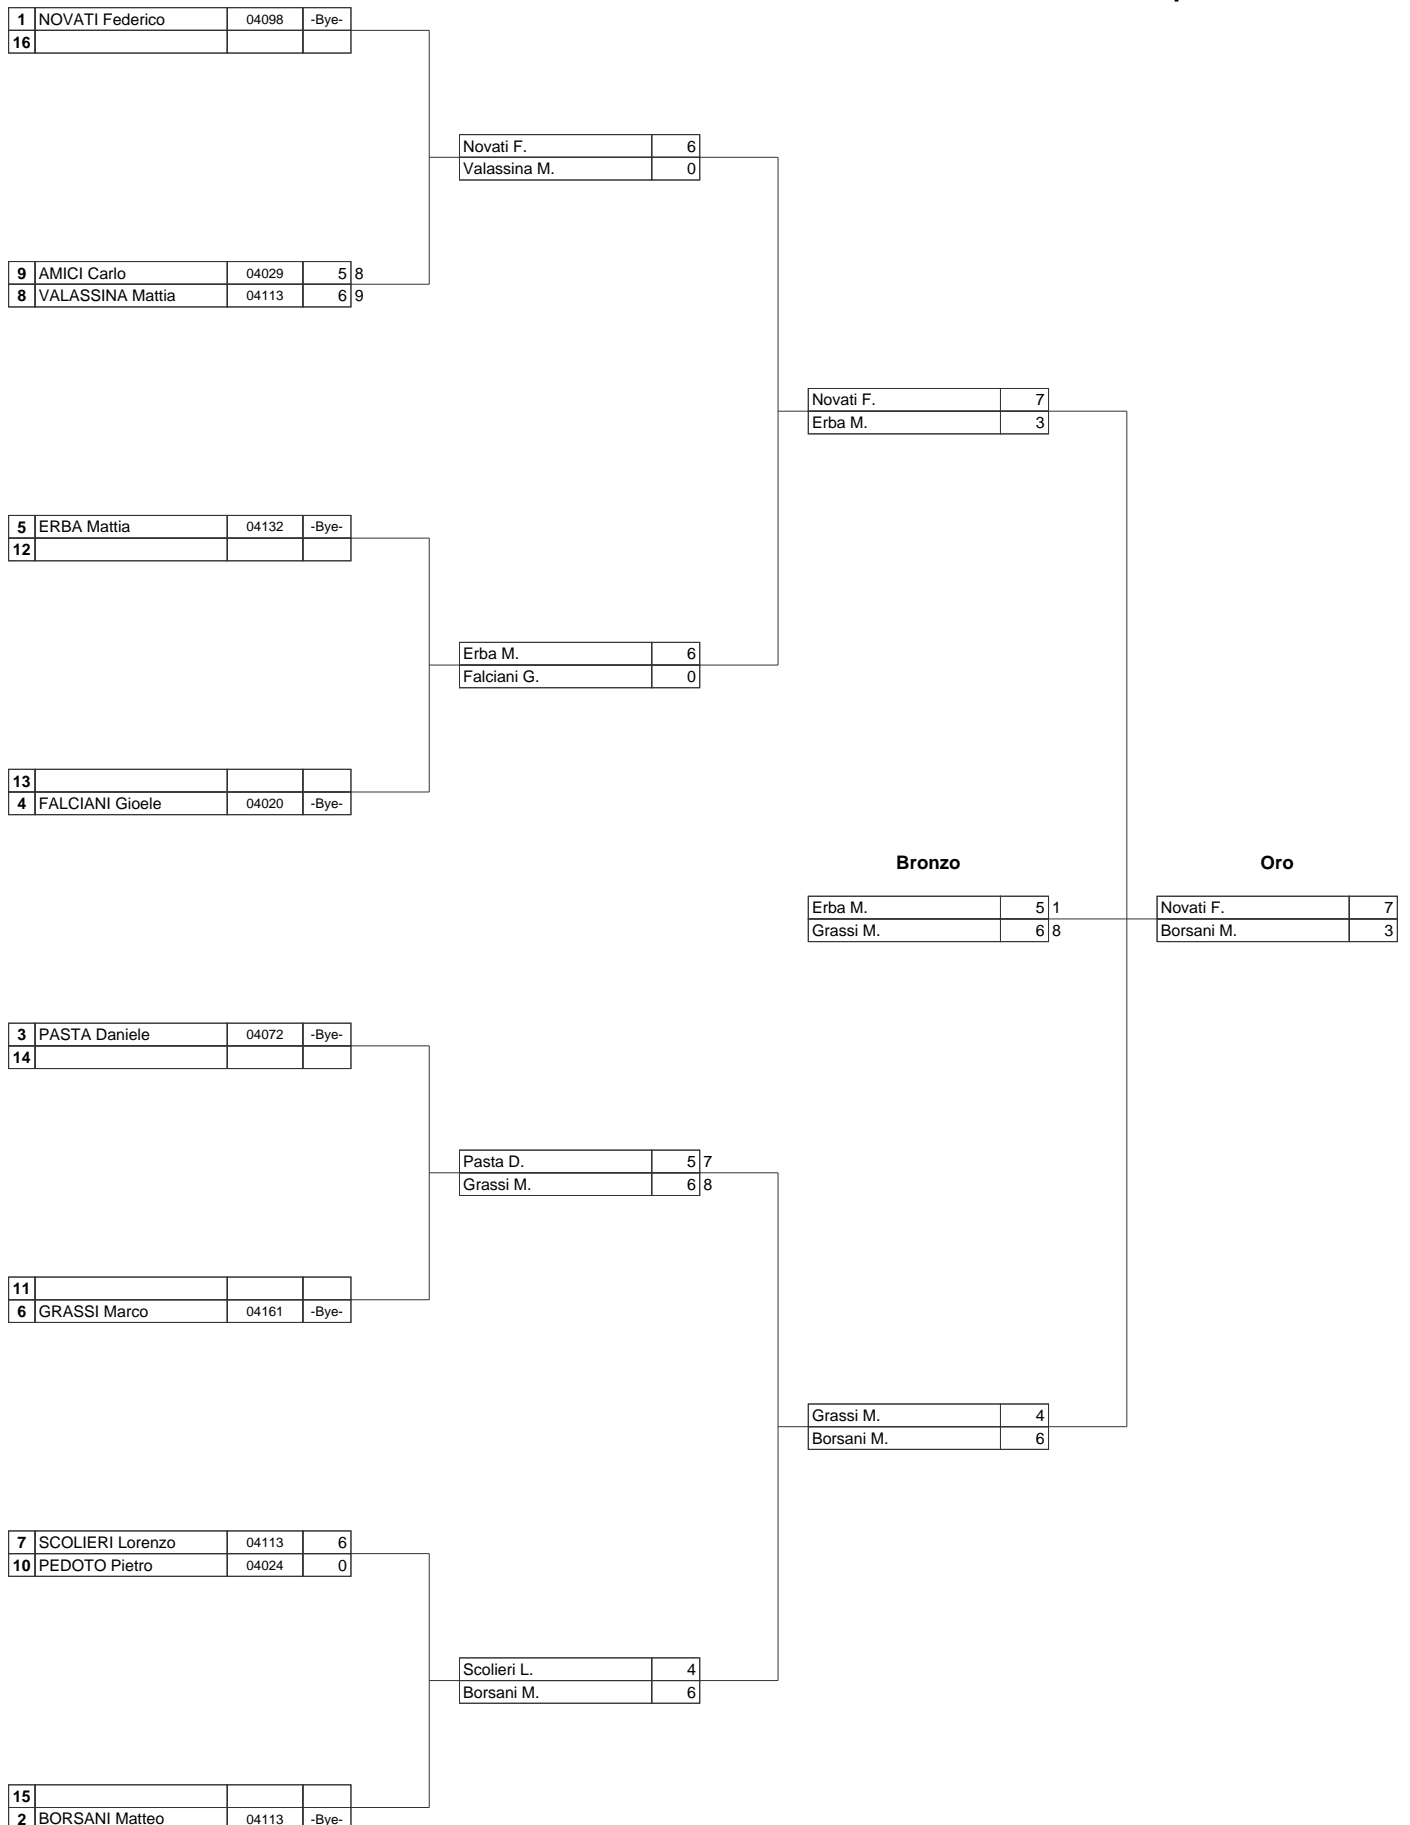 1 NOVATI Federico 04098 -Bye-
16
Novati F. 6
Valassina M. 0
9 AMICI Carlo 04029 5 8
8 VALASSINA Mattia 04113 6 9
Novati F. 7
Erba M. 3
5 ERBA Mattia 04132 -Bye-
12
Erba M. 6
Falciani G. 0
13
4 FALCIANI Gioele 04020 -Bye-
Bronzo Oro
Erba M. 5 1 Novati F. 7
Grassi M. 6 8 Borsani M. 3
3 PASTA Daniele 04072 -Bye-
14
Pasta D. 5 7
Grassi M. 6 8
11
6 GRASSI Marco 04161 -Bye-
Grassi M. 4
Borsani M. 6
7 SCOLIERI Lorenzo 04113 6
10 PEDOTO Pietro 04024 0
Scolieri L. 4
Borsani M. 6
15
2 BORSANI Matteo 04113 -Bye-